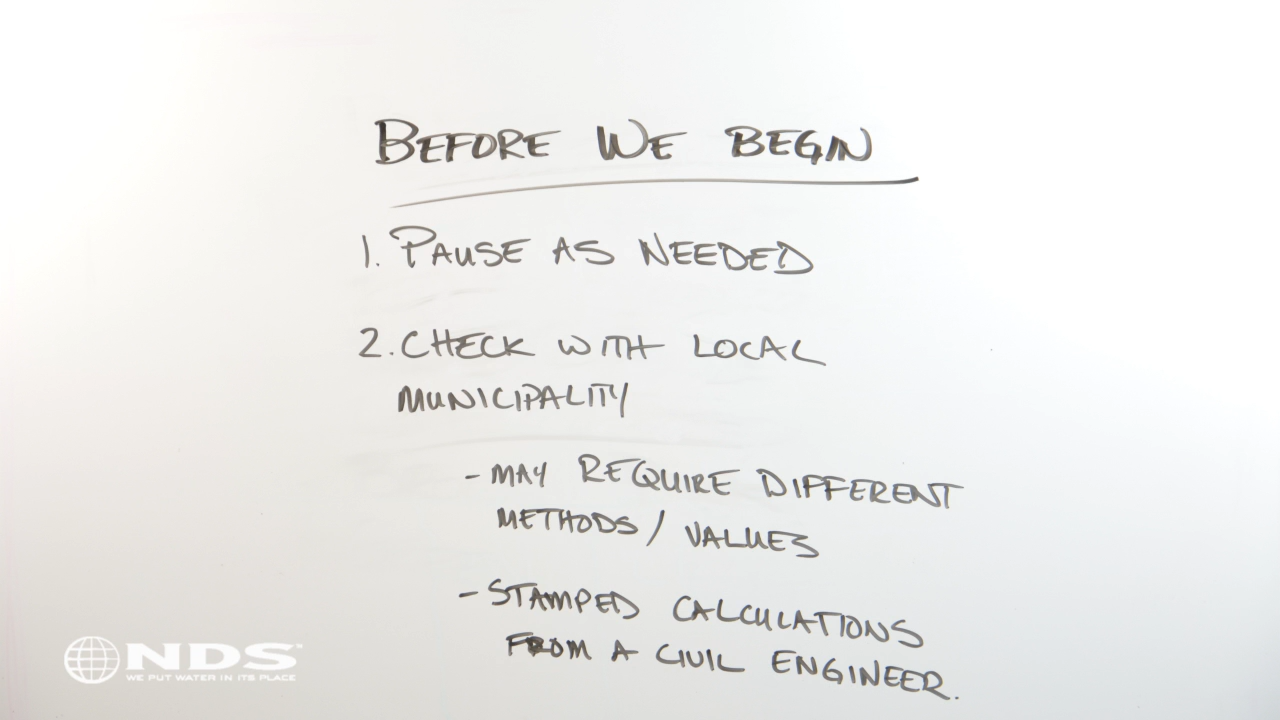 BEFORE WE BEGIN
1. PAUSE AS NEEDED
2. CHECK WITH LOCAL
MUNICIPALITY
- MAY REQUIRE DIFFERENT
METHODS / VALUES
- STAMPED CALCULATIONS
FROM A CIVIL ENGINEER.
NDS™
WE PUT WATER IN ITS PLACE